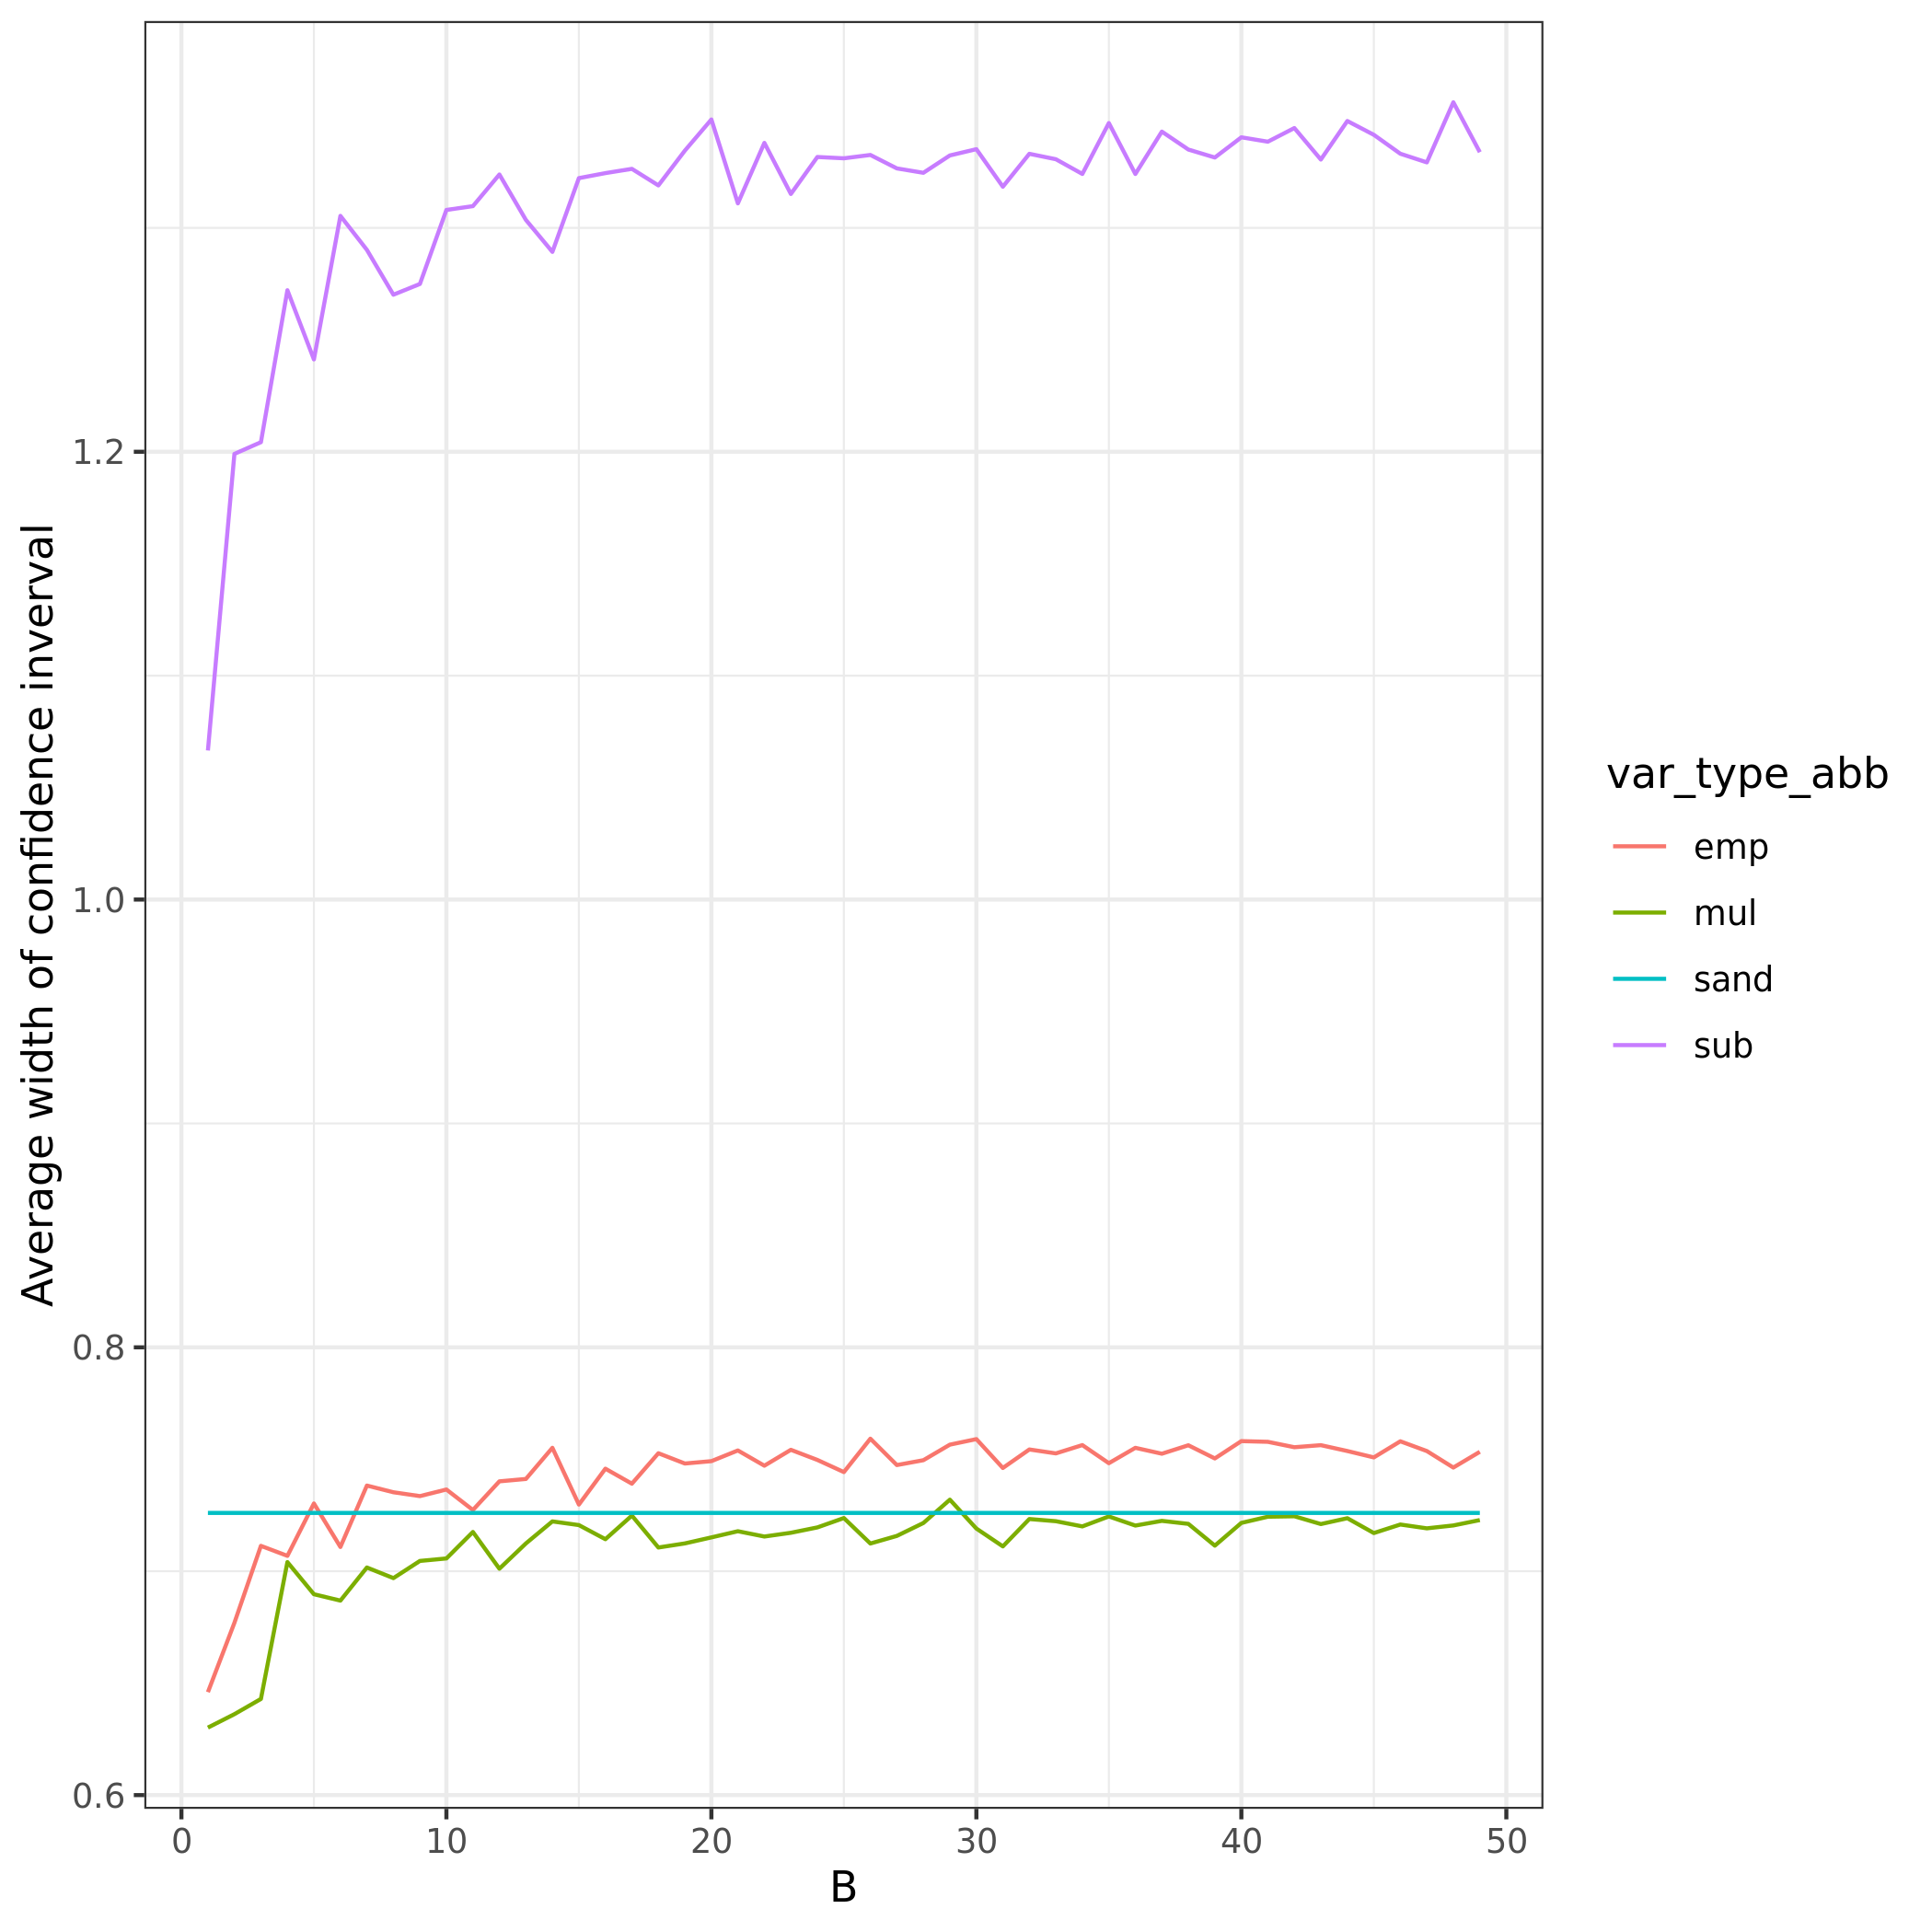 Average width of confidence inverval
1.2
1.0
0.8
0.6
0
10
20
30
40
50
B
var_type_abb
emp
mul
sand
sub